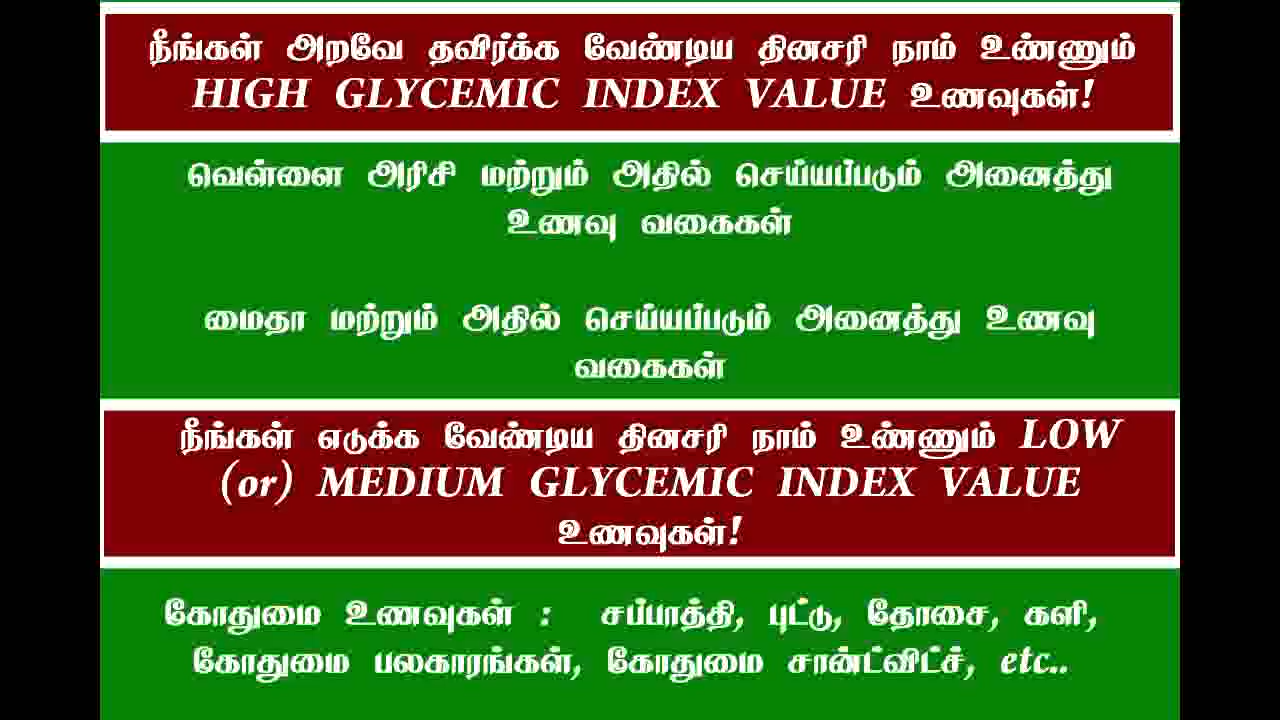 நீங்கள் அறவே தவிர்க்க வேண்டிய தினசரி நாம் உண்ணும்
HIGH GLYCEMIC INDEX VALUE உணவுகள்!
வெள்ளை அரிசி மற்றும் அதில் செய்யப்படும் அனைத்து
உணவு வகைகள்
மைதா மற்றும் அதில் செய்யப்படும் அனைத்து உணவு
வகைகள்
நீங்கள் எடுக்க வேண்டிய தினசரி நாம் உண்ணும் LOW
(or) MEDIUM GLYCEMIC INDEX VALUE
உணவுகள்!
கோதுமை உணவுகள் : சப்பாத்தி, புட்டு, தோசை, களி,
கோதுமை பலகாரங்கள், கோதுமை சான்ட்விட்ச், etc..